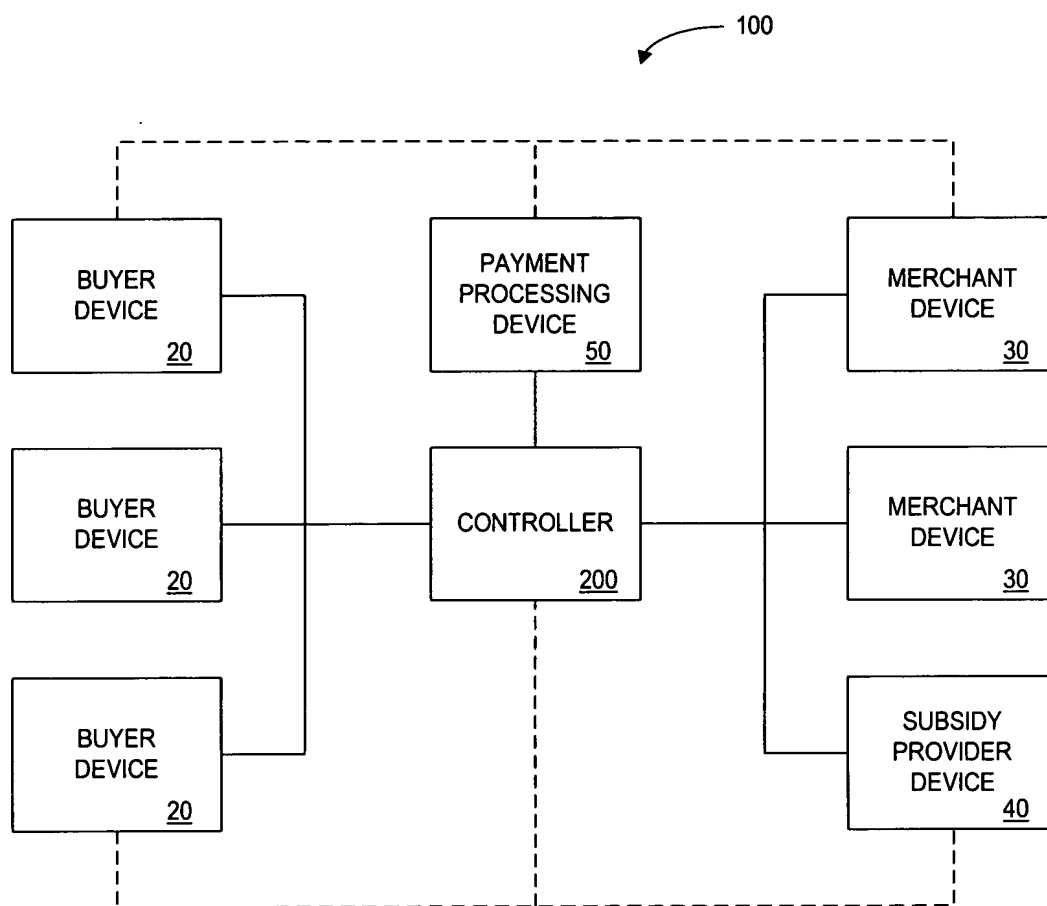 100
BUYER
DEVICE
20
PAYMENT
PROCESSING
DEVICE
50
MERCHANT
DEVICE
30
BUYER
DEVICE
20
CONTROLLER
200
MERCHANT
DEVICE
30
BUYER
DEVICE
20
SUBSIDY
PROVIDER
DEVICE
40